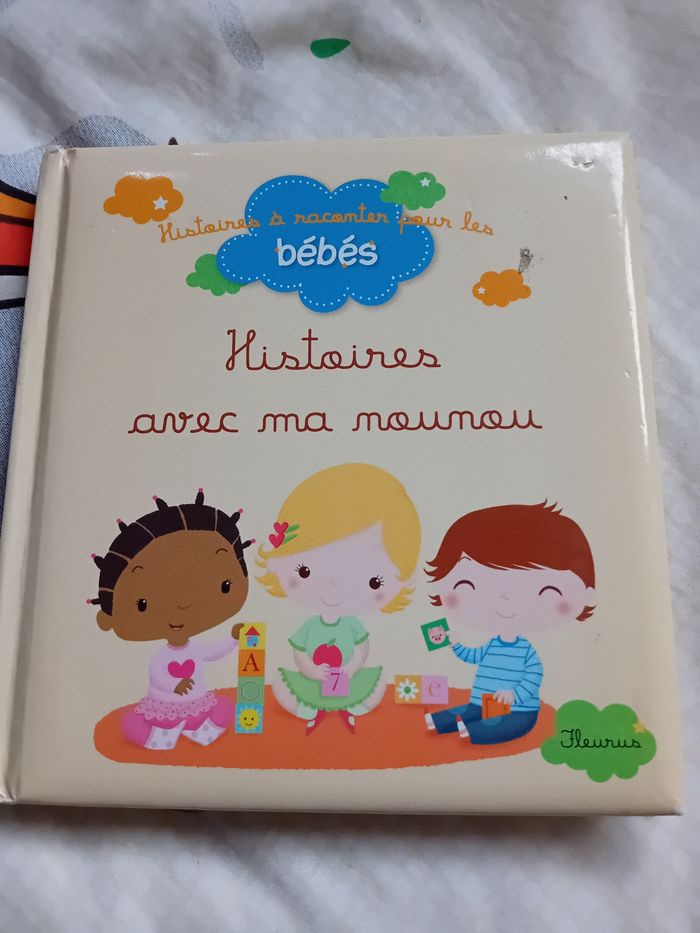 Histoires à raconter pour les
bébés
Histoires
avec ma nounou
A
7
e
Fleurus